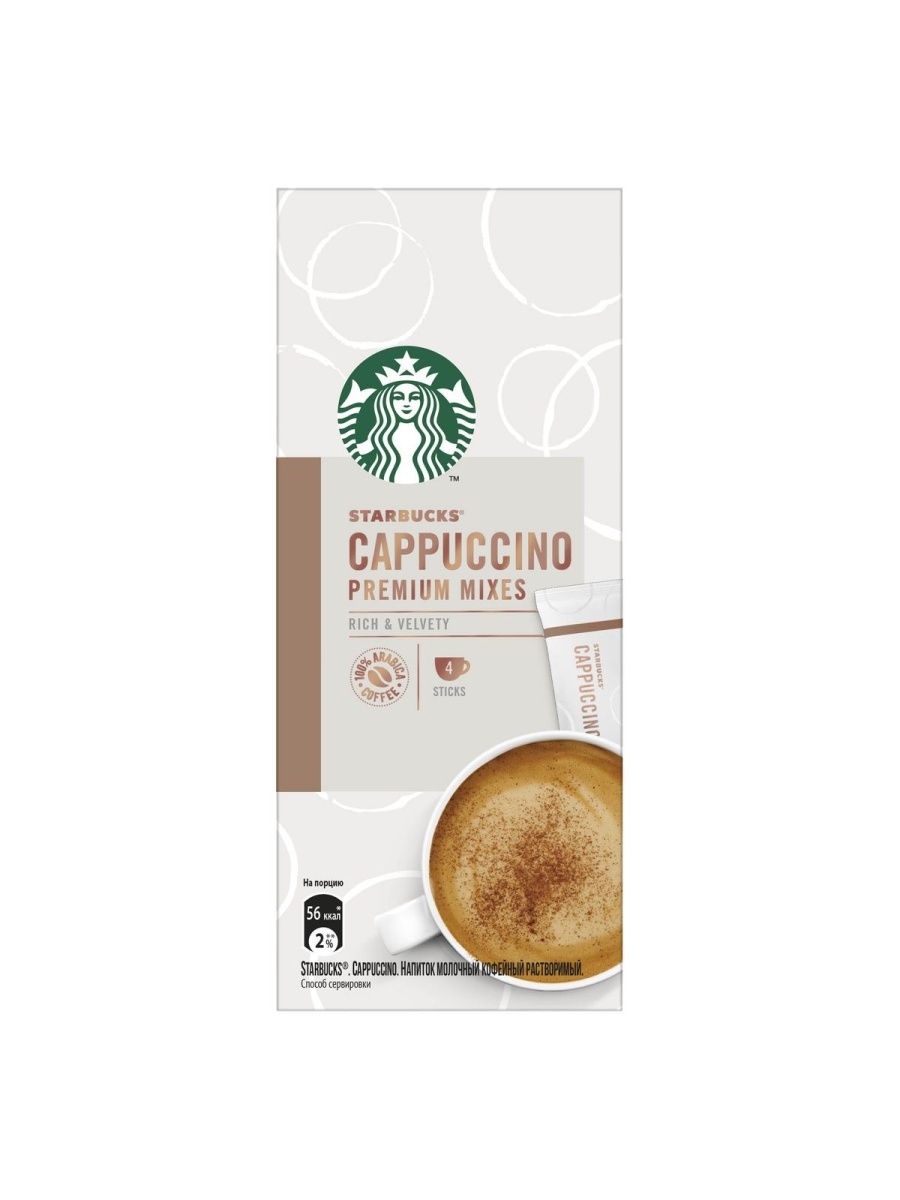 TM
STARBUCKS®
CAPPUCCINO
PREMIUM MIXES
RICH & VELVETY
100% ARABICA
COFFEE
4
STICKS
STARBUCKS®
CAPPUCCINO
На порцию
56 ккал*
2**%
STARBUCKS®. CAPPUCCINO. НАПИТОК МОЛОЧНЫЙ КОФЕЙНЫЙ РАСТВОРИМЫЙ.
Способ сервировки